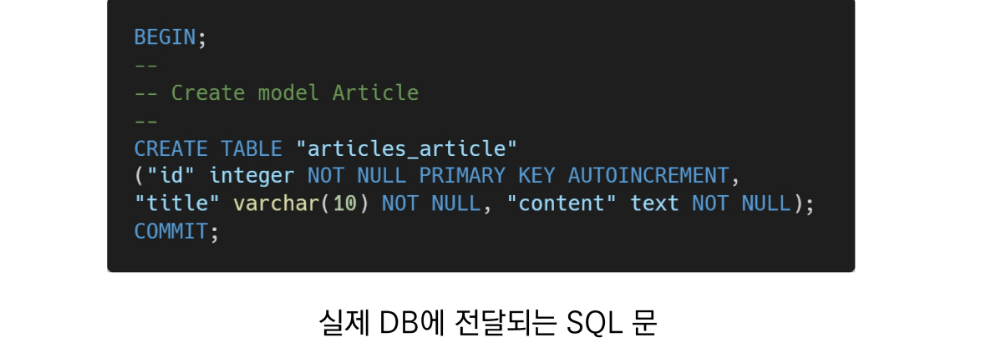 BEGIN;
--
-- Create model Article
--
CREATE TABLE "articles_article"
("id" integer NOT NULL PRIMARY KEY AUTOINCREMENT,
"title" varchar(10) NOT NULL, "content" text NOT NULL);
COMMIT;
실제 DB에 전달되는 SQL 문